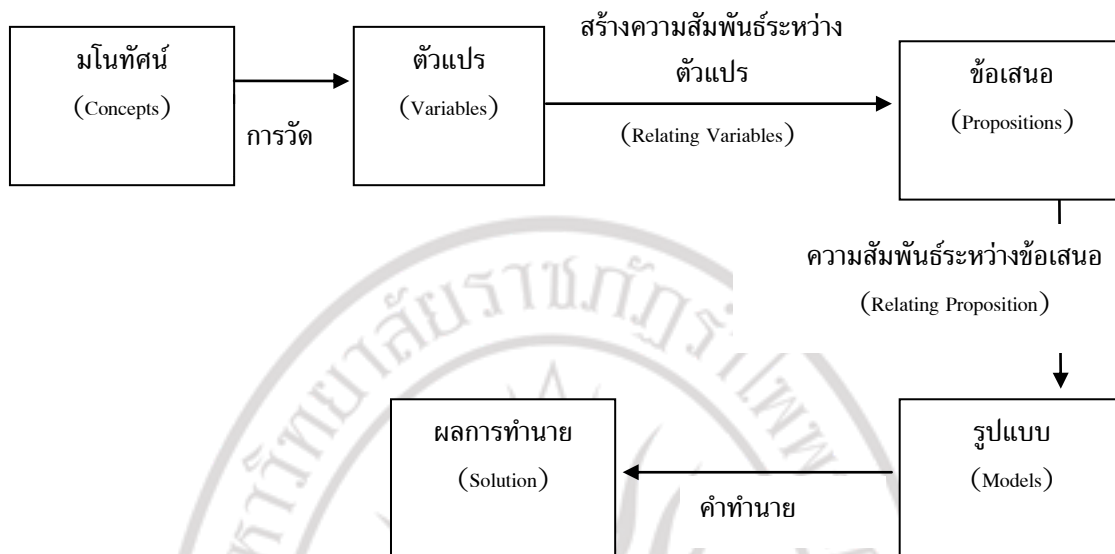 มโนทัศน์
(Concepts)
การวัด
ตัวแปร
(Variables)
สร้างความสัมพันธ์ระหว่าง
ตัวแปร
(Relating Variables)
ข้อเสนอ
(Propositions)
ความสัมพันธ์ระหว่างข้อเสนอ
(Relating Proposition)
รูปแบบ
(Models)
คำทำนาย
ผลการทำนาย
(Solution)